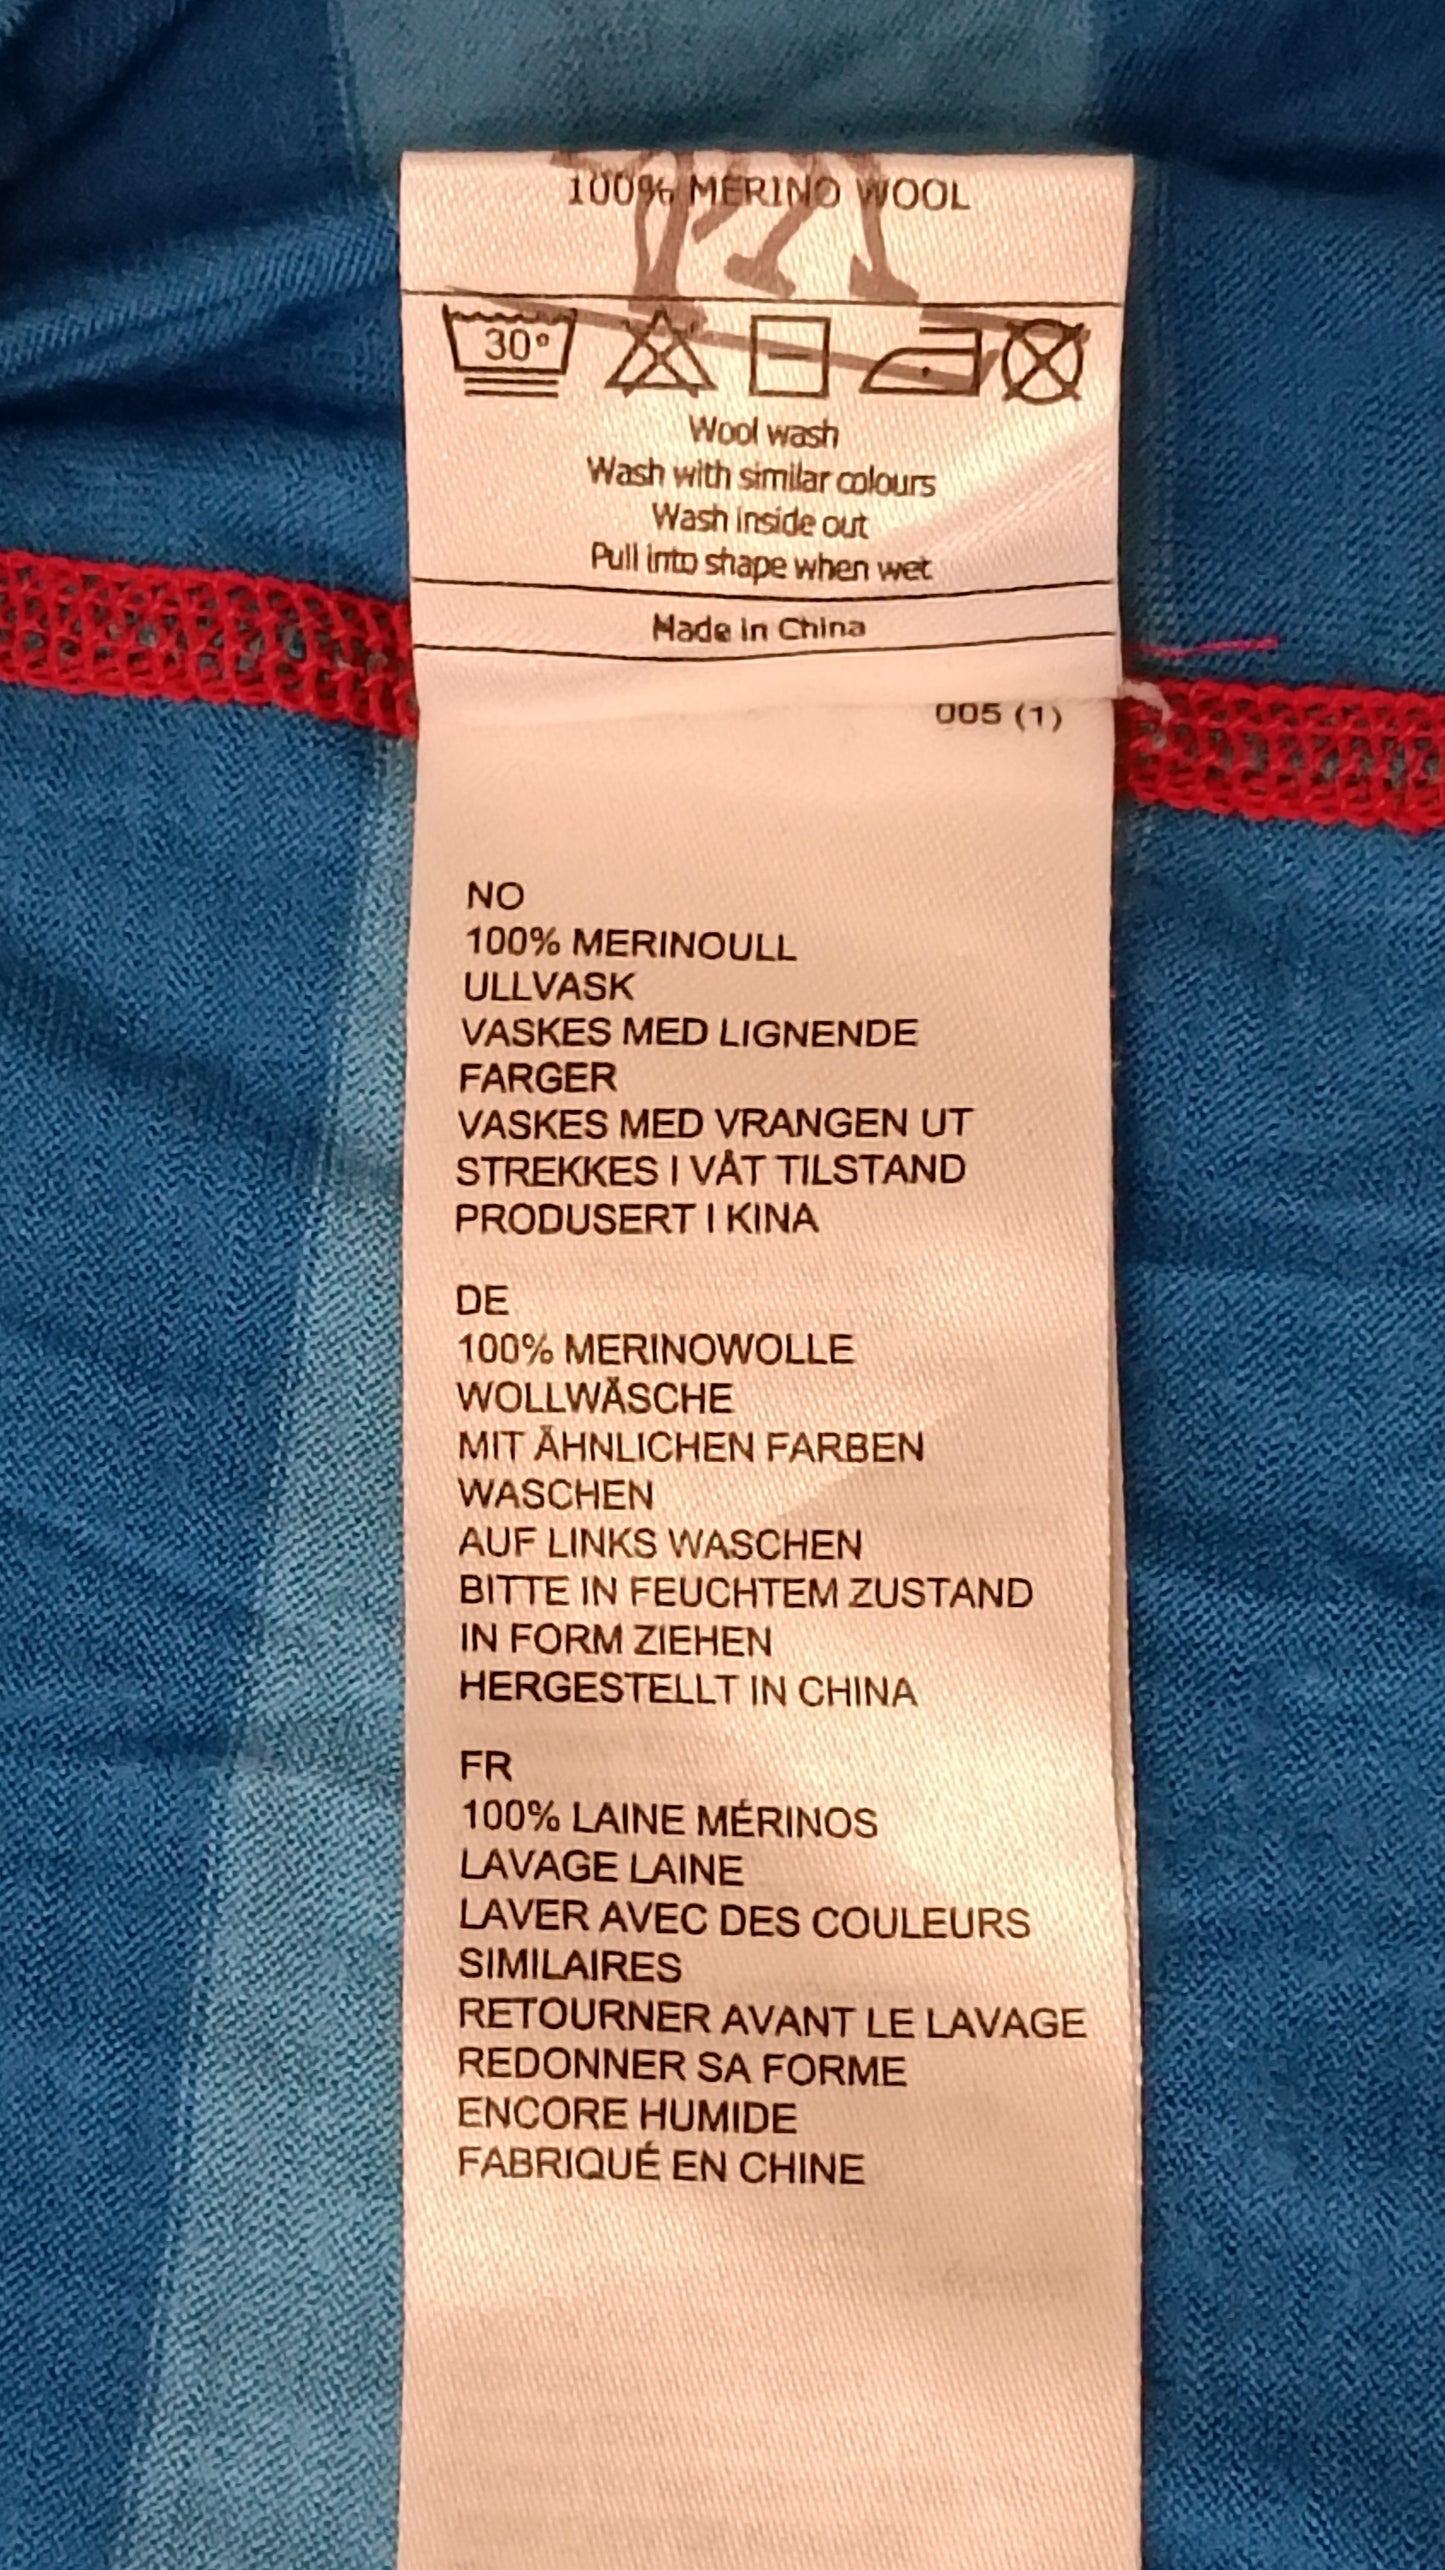 100% MERINO WOOL
30°
Wool wash
Wash with similar colours
Wash inside out
Pull into shape when wet
Made in China
005 (1)
NO
100% MERINOULL
ULLVASK
VASKES MED LIGNENDE
FARGER
VASKES MED VRANGEN UT
STREKKES I VÅT TILSTAND
PRODUSERT I KINA
DE
100% MERINOWOLLE
WOLLWÄSCHE
MIT ÄHNLICHEN FARBEN
WASCHEN
AUF LINKS WASCHEN
BITTE IN FEUCHTEM ZUSTAND
IN FORM ZIEHEN
HERGESTELLT IN CHINA
FR
100% LAINE MÉRINOS
LAVAGE LAINE
LAVER AVEC DES COULEURS
SIMILAIRES
RETOURNER AVANT LE LAVAGE
REDONNER SA FORME
ENCORE HUMIDE
FABRIQUÉ EN CHINE